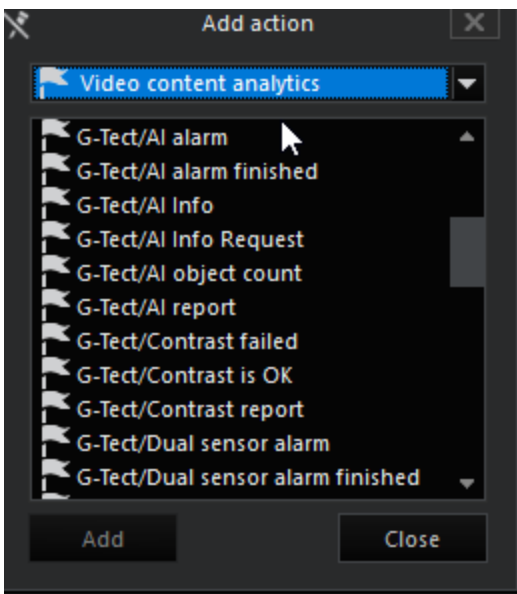 Add action
Video content analytics
G-Tect/AI alarm
G-Tect/AI alarm finished
G-Tect/AI Info
G-Tect/AI Info Request
G-Tect/AI object count
G-Tect/AI report
G-Tect/Contrast failed
G-Tect/Contrast is OK
G-Tect/Contrast report
G-Tect/Dual sensor alarm
G-Tect/Dual sensor alarm finished
Add
Close